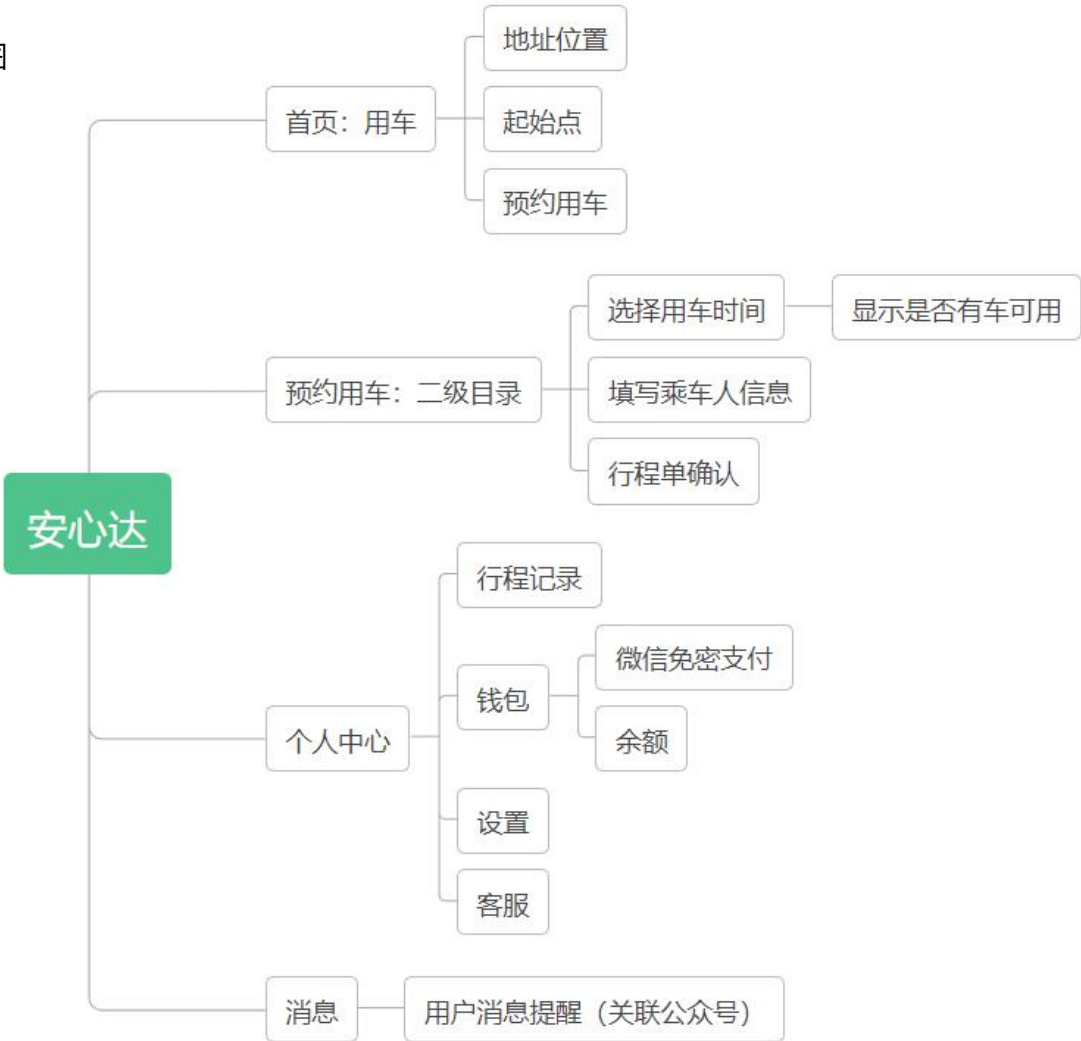 地址位置
首页：用车
起始点
预约用车
选择用车时间
显示是否有车可用
预约用车：二级目录
填写乘车人信息
行程单确认
安心达
行程记录
微信免密支付
钱包
余额
个人中心
设置
客服
消息
用户消息提醒（关联公众号）